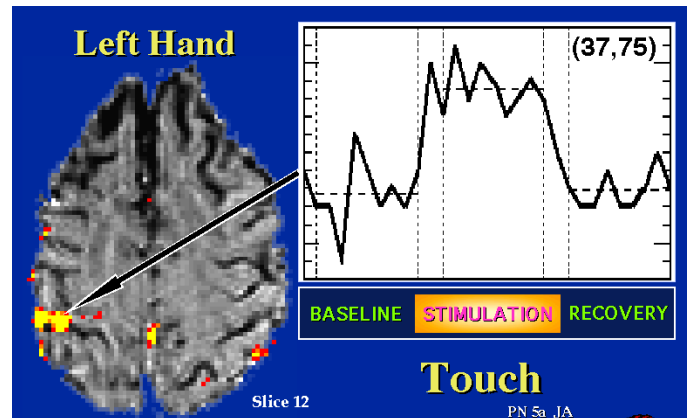 Left Hand
(37,75)
BASELINE STIMULATION RECOVERY
Touch
Slice 12
PN 5a JA